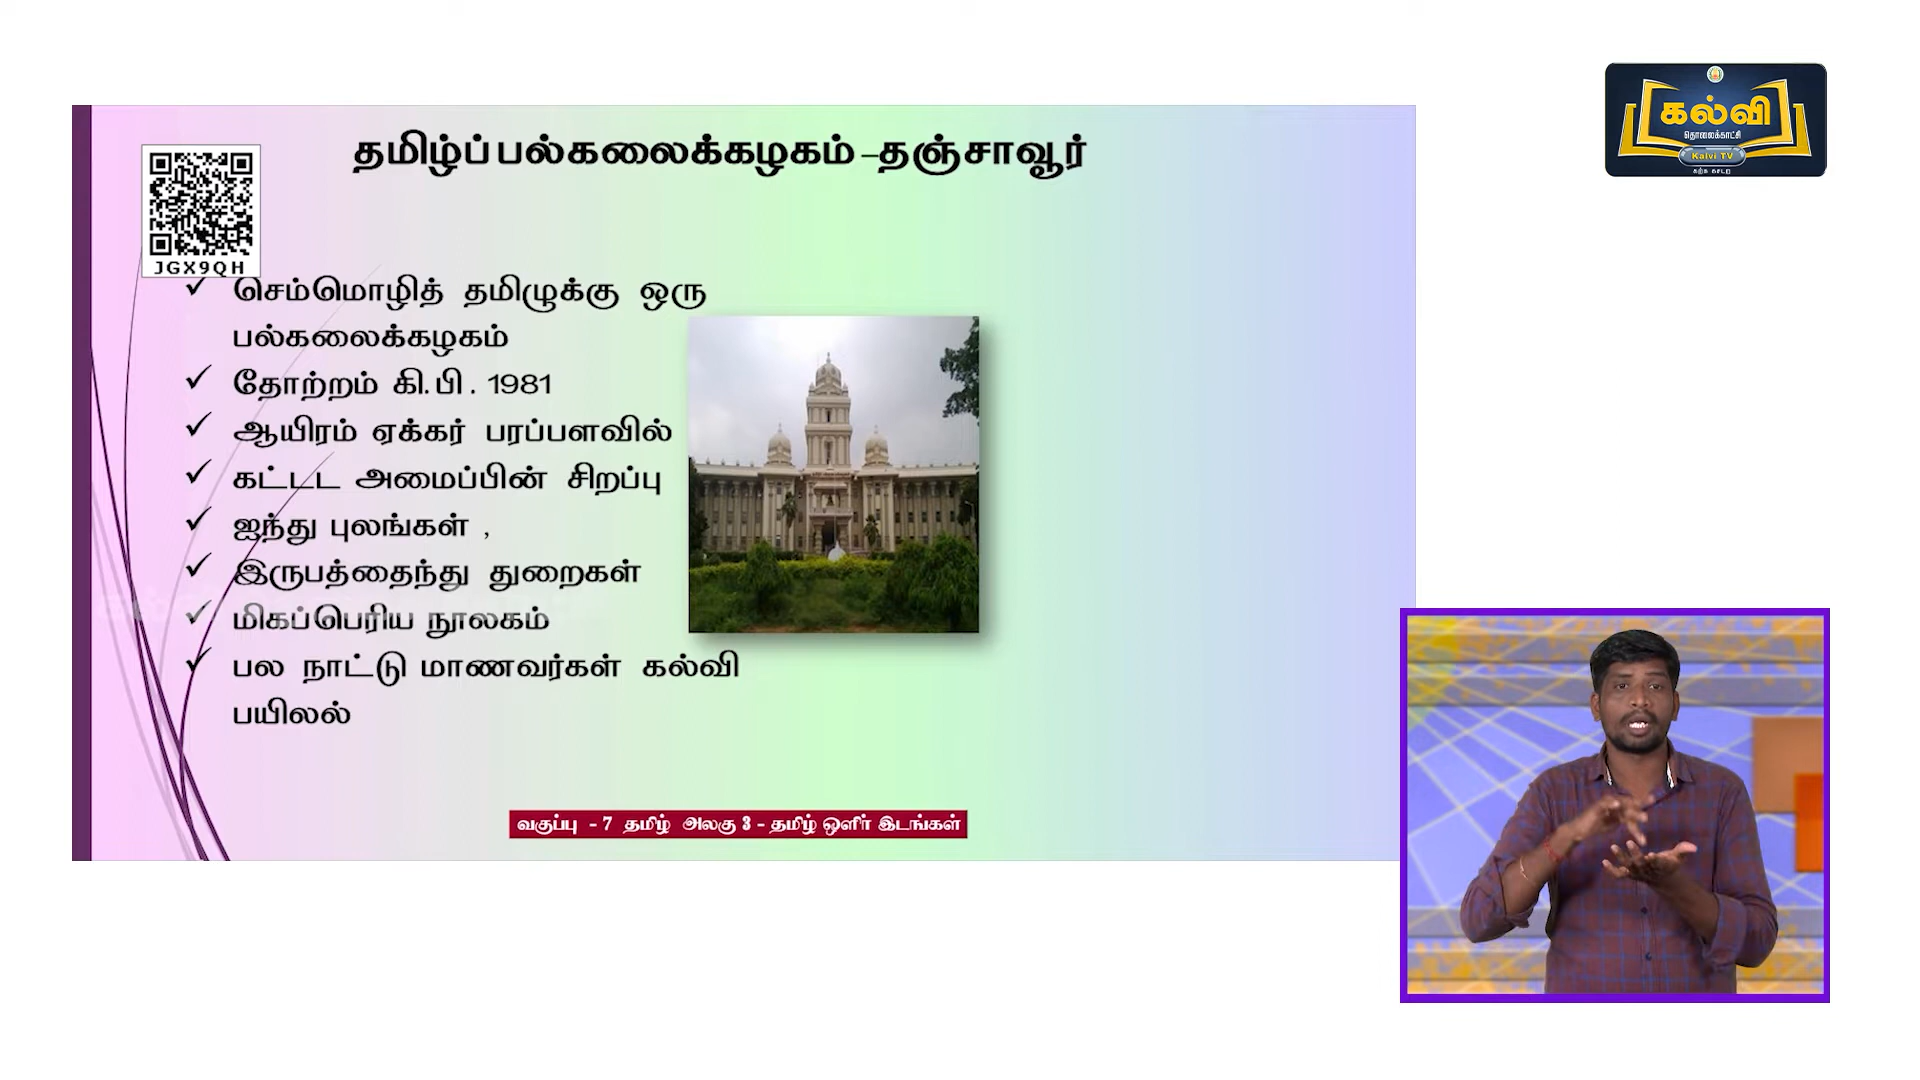 கல்வி
தொலைக்காட்சி
Kalvi TV
கற்க கசடற
தமிழ்ப்பல்கலைக்கழகம் –தஞ்சாவூர்
JGX9QH
✓ செம்மொழித் தமிழுக்கு ஒரு
பல்கலைக்கழகம்
✓ தோற்றம் கி.பி. 1981
✓ ஆயிரம் ஏக்கர் பரப்பளவில்
✓ கட்டட அமைப்பின் சிறப்பு
✓ ஐந்து புலங்கள் ,
✓ இருபத்தைந்து துறைகள்
✓ மிகப்பெரிய நூலகம்
✓ பல நாட்டு மாணவர்கள் கல்வி
பயிலல்
வகுப்பு - 7 தமிழ் அலகு 3 - தமிழ் ஒளிர் இடங்கள்